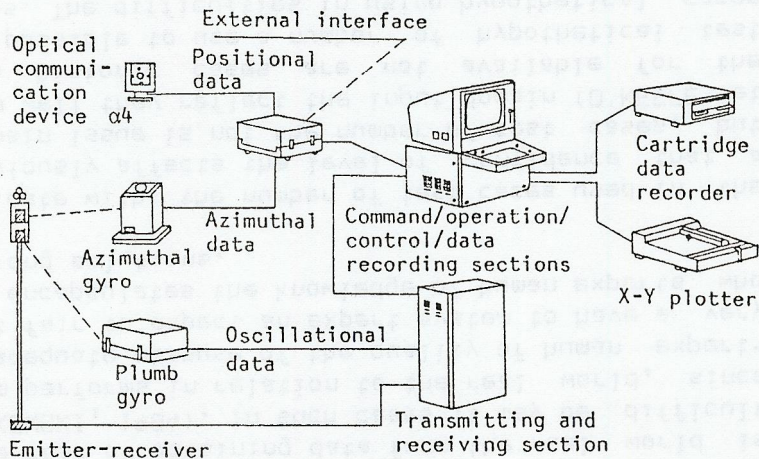 External interface
Optical
communi-
cation
device α4
Positional
data
Cartridge
data
recorder
Azimuthal
gyro
Azimuthal
data
Command/operation/
control/data
recording sections
X-Y plotter
Plumb
gyro
Oscillational
data
Transmitting and
receiving section
Emitter-receiver